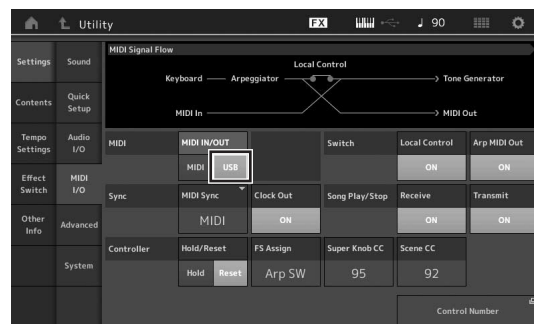 Utility
FX
90
Settings
Sound
MIDI Signal Flow
Local Control
Keyboard
Arpeggiator
Tone Generator
MIDI In
MIDI Out
Contents
Quick Setup
Tempo Settings
Audio I/O
MIDI
MIDI IN/OUT
MIDI
USB
Switch
Local Control
ON
Arp MIDI Out
ON
Effect Switch
MIDI I/O
Sync
MIDI Sync
MIDI
Clock Out
ON
Song Play/Stop
Receive
ON
Transmit
ON
Other Info
Advanced
Controller
Hold/Reset
Hold
Reset
FS Assign
Arp SW
Super Knob CC
95
Scene CC
92
System
Control Number